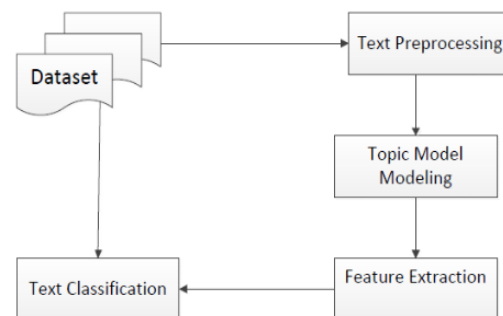 Dataset
Text Preprocessing
Topic Model
Modeling
Feature Extraction
Text Classification